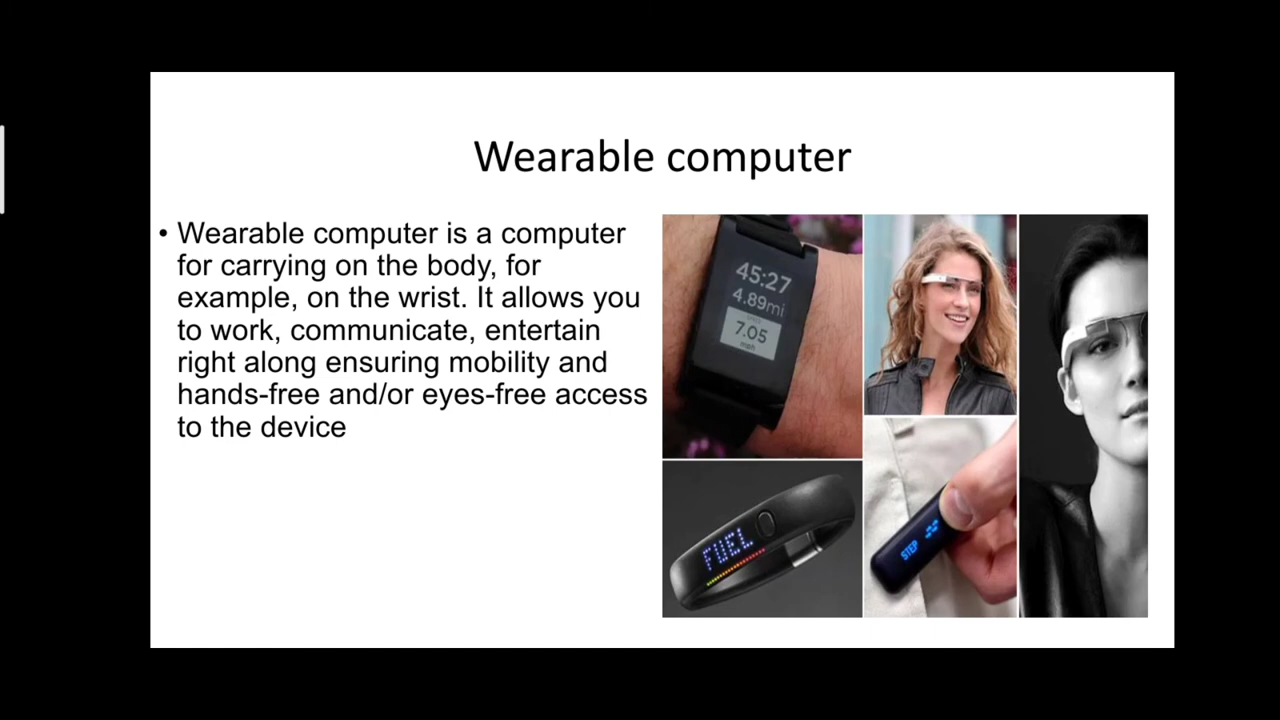 Wearable computer
• Wearable computer is a computer
for carrying on the body, for
example, on the wrist. It allows you
to work, communicate, entertain
right along ensuring mobility and
hands-free and/or eyes-free access
to the device
45:27
4.89mi
7.05
mph
FUEL
STEP